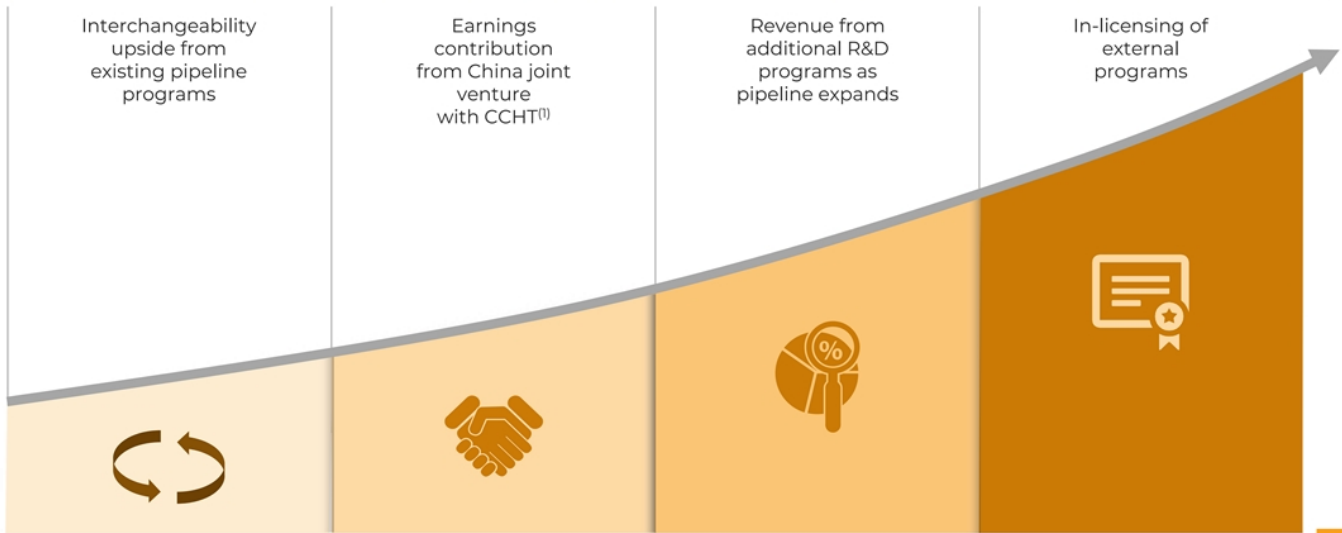 Interchangeability
upside from
existing pipeline
programs
Earnings
contribution
from China joint
venture
with CCHT(1)
Revenue from
additional R&D
programs as
pipeline expands
In-licensing of
external
programs
%